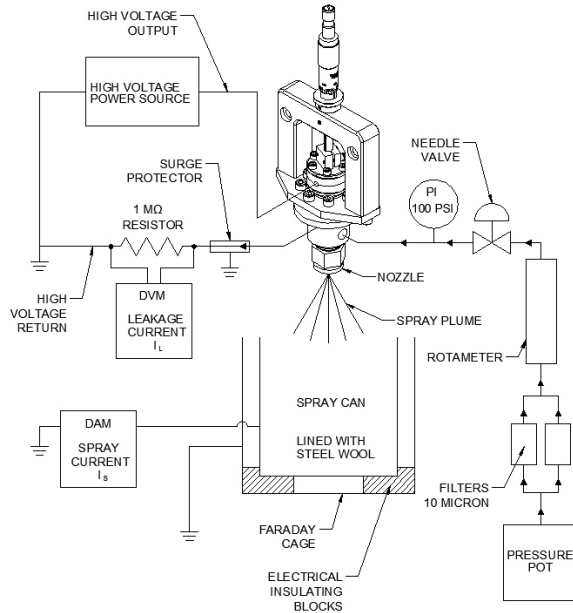 HIGH VOLTAGE
OUTPUT
HIGH VOLTAGE
POWER SOURCE
SURGE
PROTECTOR
1 MΩ
RESISTOR
HIGH
VOLTAGE
RETURN
DVM
LEAKAGE
CURRENT
IL
NEEDLE
VALVE
PI
100 PSI
NOZZLE
SPRAY PLUME
ROTAMETER
SPRAY CAN
LINED WITH
STEEL WOOL
DAM
SPRAY
CURRENT
IS
FILTERS
10 MICRON
FARADAY
CAGE
ELECTRICAL
INSULATING
BLOCKS
PRESSURE
POT